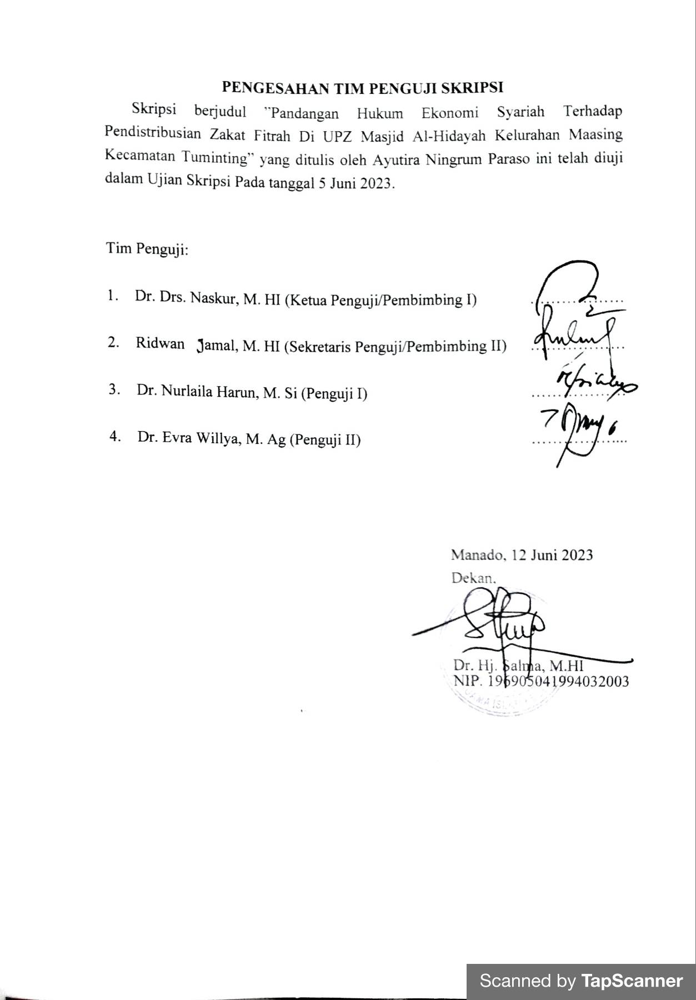 PENGESAHAN TIM PENGUJI SKRIPSI
Skripsi berjudul ”Pandangan Hukum Ekonomi Syariah Terhadap
Pendistribusian Zakat Fitrah Di UPZ Masjid Al-Hidayah Kelurahan Maasing
Kecamatan Tuminting” yang ditulis oleh Ayutira Ningrum Paraso ini telah diuji
dalam Ujian Skripsi Pada tanggal 5 Juni 2023.
Tim Penguji:
1. Dr. Drs. Naskur, M. HI (Ketua Penguji/Pembimbing I)
2. Ridwan Jamal, M. HI (Sekretaris Penguji/Pembimbing II)
3. Dr. Nurlaila Harun, M. Si (Penguji I)
4. Dr. Evra Willya, M. Ag (Penguji II)
Manado, 12 Juni 2023
Dekan.
Dr. Hj. Salma, M.HI
NIP. 196905041994032003
Scanned by TapScanner